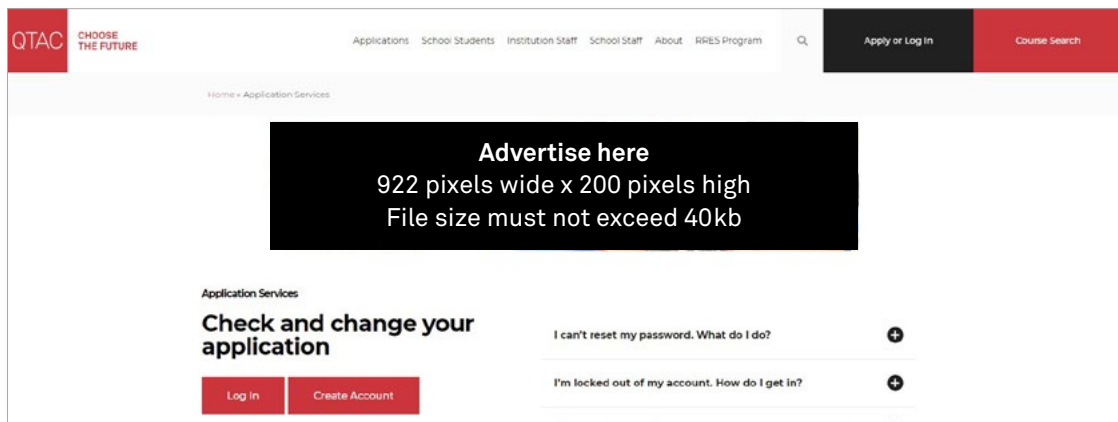 QTAC
CHOOSE
THE FUTURE
Applications School Students Institution Staff School Staff About RRES Program
Apply or Log In
Course Search
Home » Application Services
Advertise here
922 pixels wide x 200 pixels high
File size must not exceed 40kb
Application Services
Check and change your
application
Log In
Create Account
I can't reset my password. What do I do?
I'm locked out of my account. How do I get in?